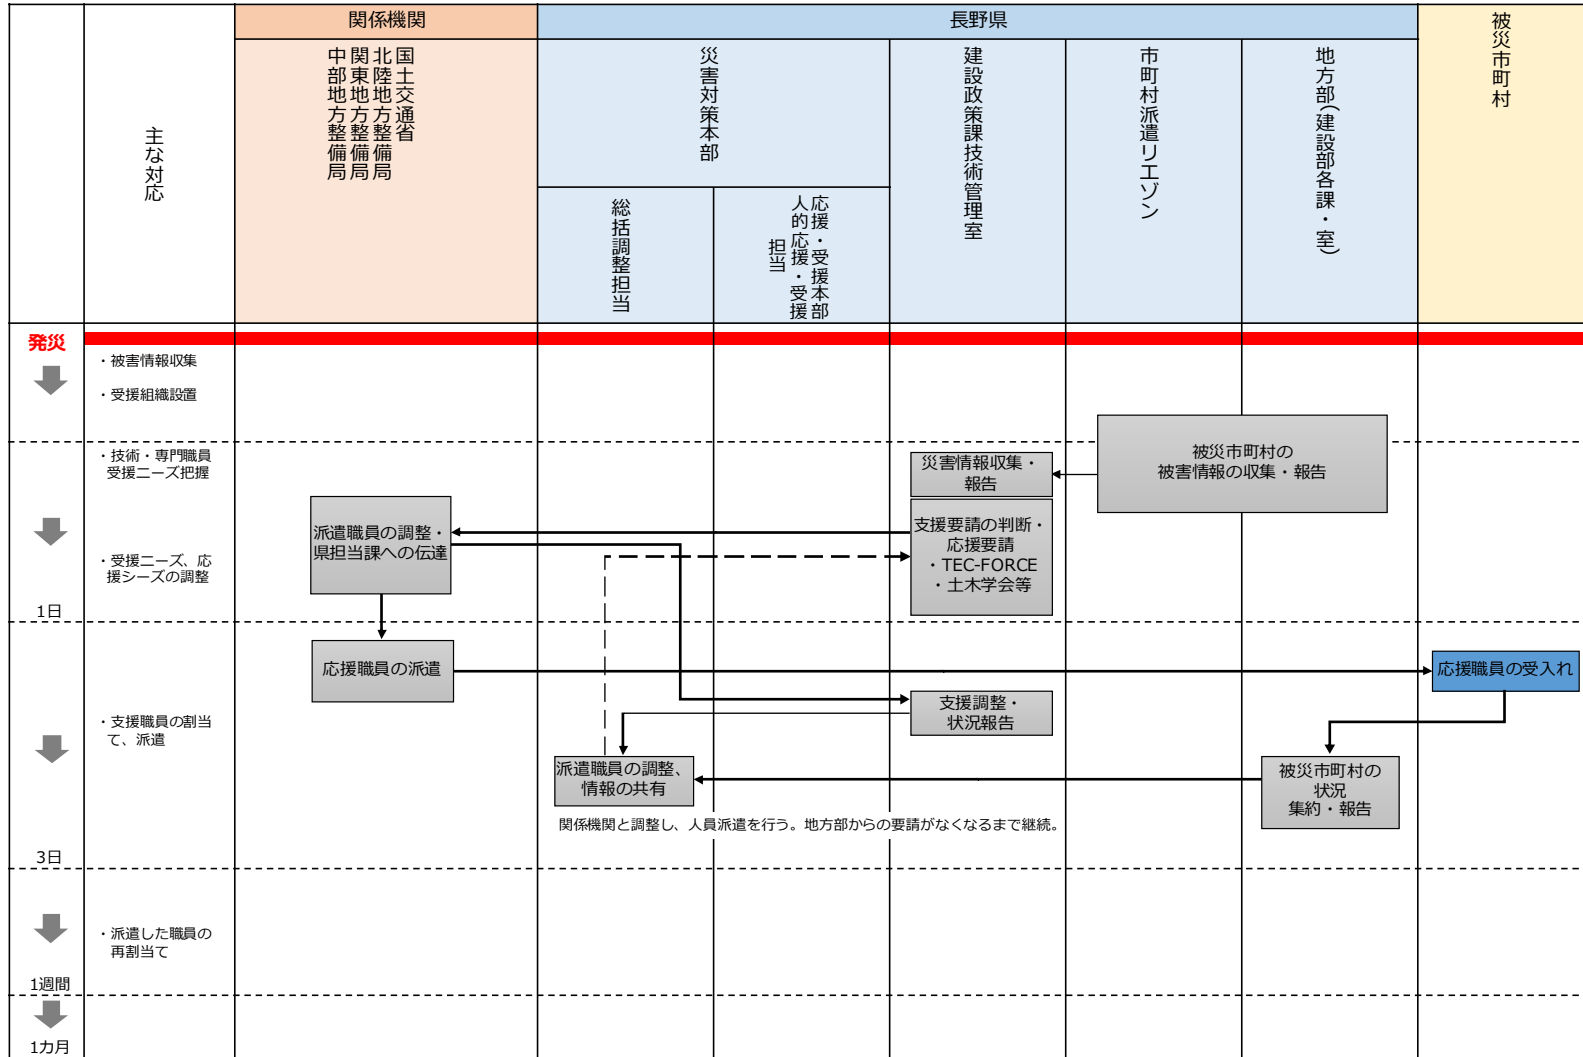 主な対応
関係機関
国土交通省
北陸地方整備局
関東地方整備局
中部地方整備局
長野県
災害対策本部
総括調整担当
応援・受援本部
人的応援・受援
担当
建設政策課技術管理室
市町村派遣リエゾン
地方部(建設部各課・室)
被災市町村
発災
・被害情報収集
・受援組織設置
・技術・専門職員
受援ニーズ把握
・受援ニーズ、応
援シーズの調整
1日
被災市町村の
被害情報の収集・報告
災害情報収集・
報告
支援要請の判断・
応援要請
・TEC-FORCE
・土木学会等
派遣職員の調整・
県担当課への伝達
応援職員の派遣
応援職員の受入れ
・支援職員の割当
て、派遣
支援調整・
状況報告
派遣職員の調整、
情報の共有
被災市町村の
状況
集約・報告
関係機関と調整し、人員派遣を行う。地方部からの要請がなくなるまで継続。
3日
・派遣した職員の
再割当て
1週間
1カ月